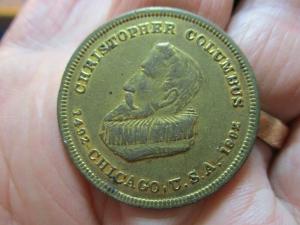 CHRISTOPHER COLUMBUS
1492 CHICAGO, U.S.A. 1892